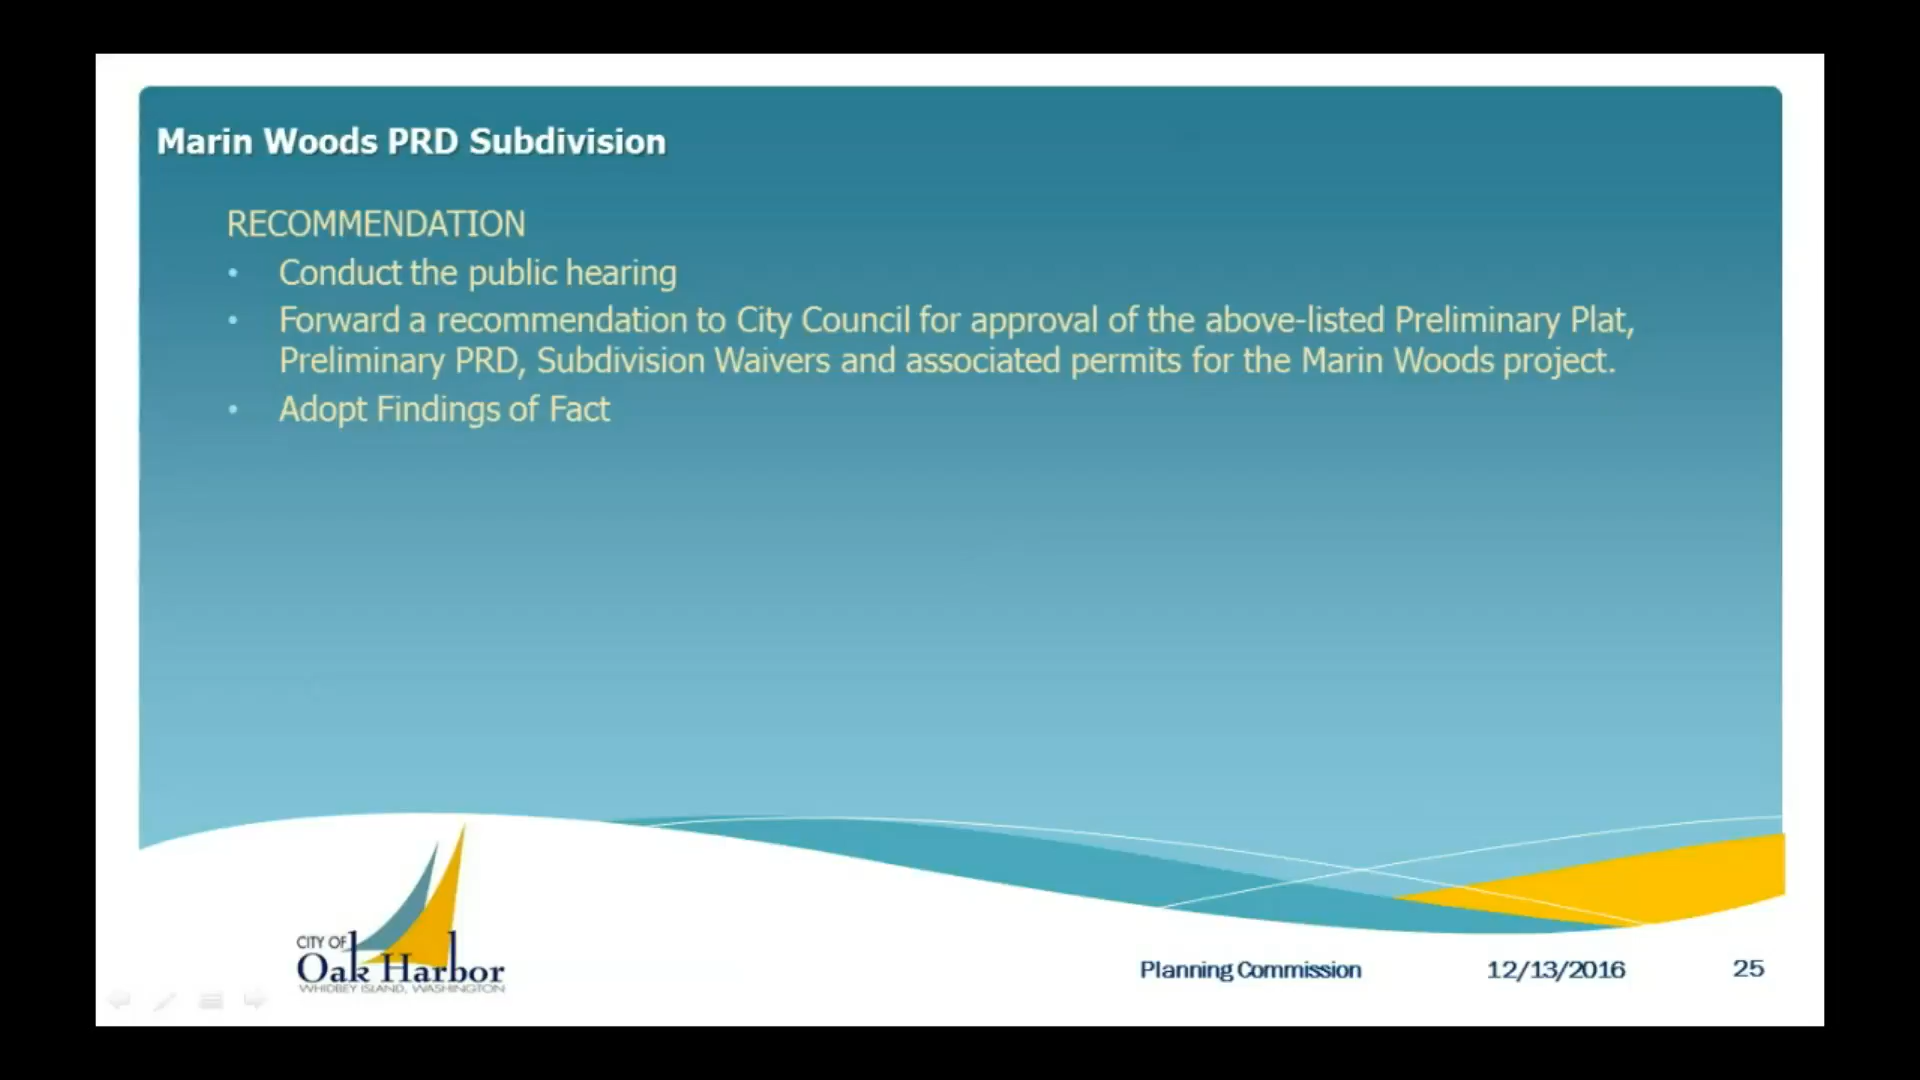 Marin Woods PRD Subdivision
RECOMMENDATION
• Conduct the public hearing
• Forward a recommendation to City Council for approval of the above-listed Preliminary Plat,
Preliminary PRD, Subdivision Waivers and associated permits for the Marin Woods project.
• Adopt Findings of Fact
CITY OF
Oak Harbor
WHIDBEY ISLAND, WASHINGTON
Planning Commission 12/13/2016 25